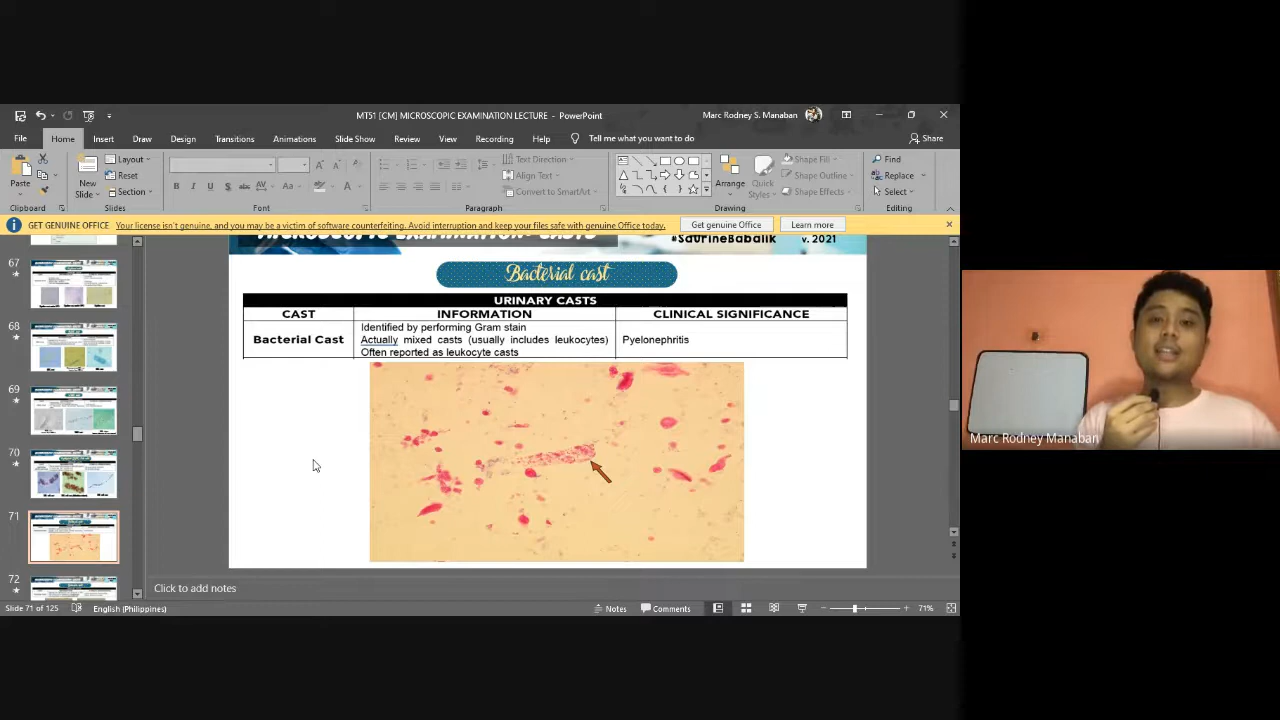 MT51 [CM] MICROSCOPIC EXAMINATION LECTURE - PowerPoint
Marc Rodney S. Manaban
File Home Insert Draw Design Transitions Animations Slide Show Review View Recording Help Tell me what you want to do Share
Paste
New
Slide
Layout
Reset
Section
B I U S abc AV Aa A
Text Direction
Align Text
Convert to SmartArt
Arrange
Quick
Styles
Shape Fill
Shape Outline
Shape Effects
Find
Replace
Select
Clipboard Slides Font Paragraph Drawing Editing
GET GENUINE OFFICE Your license isn't genuine, and you may be a victim of software counterfeiting. Avoid interruption and keep your files safe with genuine Office today. Get genuine Office Learn more
MICROSCOPIC EXAMINATION: CASTS
v. 2021
Bacterial cast
URINARY CASTS
CAST INFORMATION CLINICAL SIGNIFICANCE
Bacterial Cast
Identified by performing Gram stain
Actually mixed casts (usually includes leukocytes)
Often reported as leukocyte casts
Pyelonephritis
67
68
69
70
71
72
Click to add notes
Slide 71 of 125 English (Philippines) Notes Comments 71%
Marc Rodney Manaban